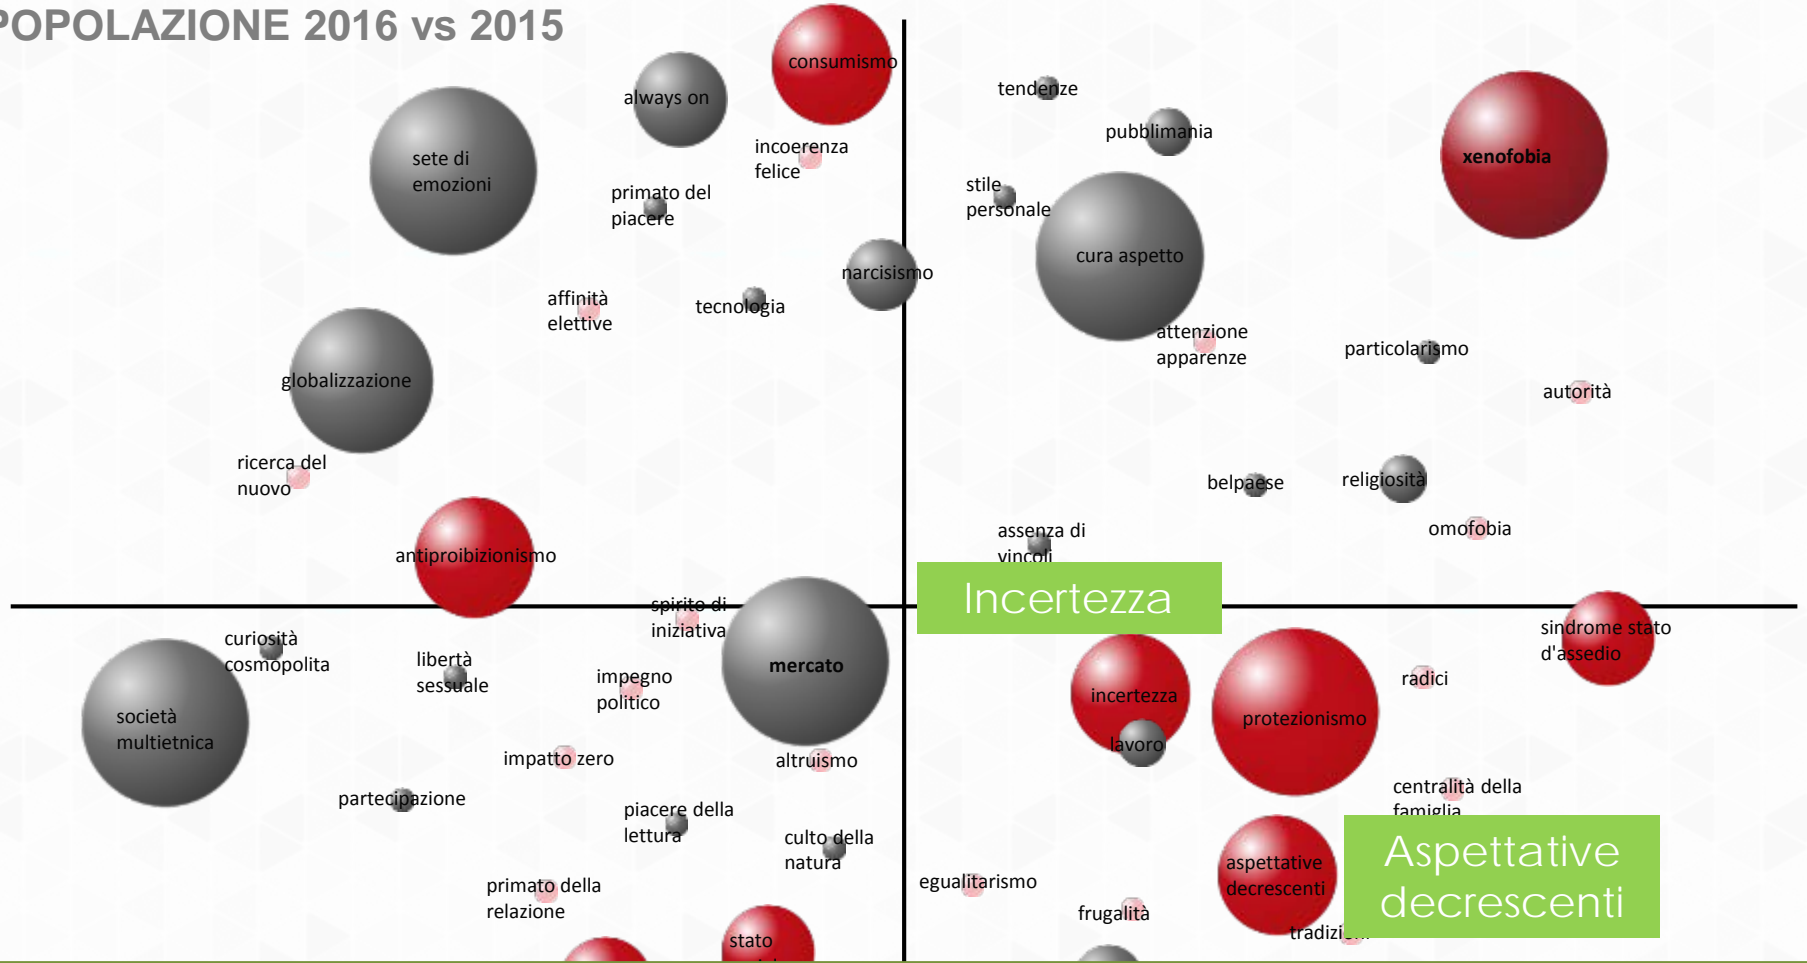 POPOLAZIONE 2016 vs 2015
consumismo
always on
tendenze
pubblimania
xenofobia
sete di
emozioni
incoerenza
felice
primato del
piacere
stile
personale
cura aspetto
narcisismo
affinità
elettive
tecnologia
attenzione
apparenze
particolarismo
autorità
globalizzazione
ricerca del
nuovo
belpaese
religiosità
omofobia
assenza di
vincoli
antiproibizionismo
Incertezza
spirito di
iniziativa
curiosità
cosmopolita
libertà
sessuale
impegno
politico
mercato
sindrome stato
d'assedio
radici
incertezza
protezionismo
società
multietnica
lavoro
impatto zero
altruismo
partecipazione
piacere della
lettura
culto della
natura
centralità della
famiglia
Aspettative
decrescenti
aspettative
decrescenti
egualitarismo
primato della
relazione
frugalità
tradizi
stato